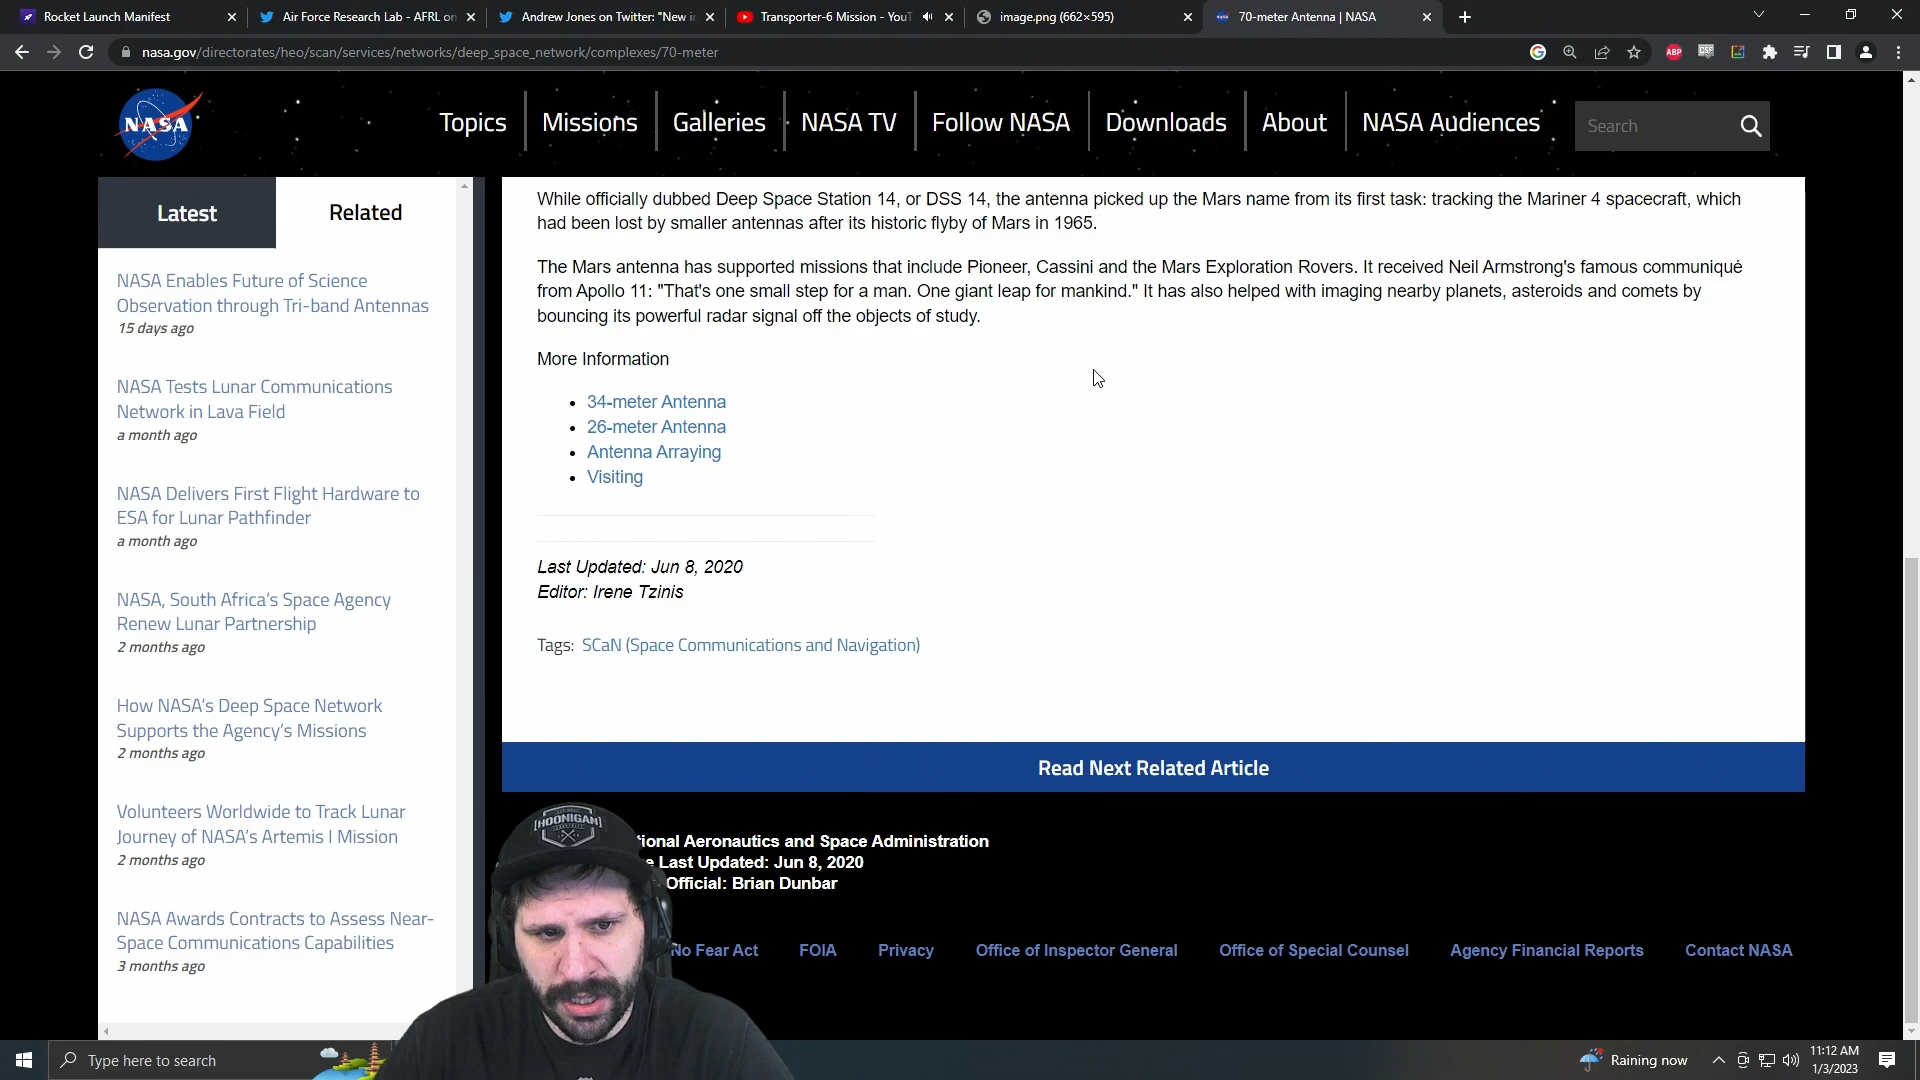 Rocket Launch Manifest
Air Force Research Lab - AFRL on
Andrew Jones on Twitter: "New in
Transporter-6 Mission - YouT
image.png (662×595)
70-meter Antenna | NASA
nasa.gov/directorates/heo/scan/services/networks/deep_space_network/complexes/70-meter
ABP
NASA
Topics
Missions
Galleries
NASA TV
Follow NASA
Downloads
About
NASA Audiences
Search
Latest
Related
NASA Enables Future of Science
Observation through Tri-band Antennas
15 days ago
NASA Tests Lunar Communications
Network in Lava Field
a month ago
NASA Delivers First Flight Hardware to
ESA for Lunar Pathfinder
a month ago
NASA, South Africa's Space Agency
Renew Lunar Partnership
2 months ago
How NASA's Deep Space Network
Supports the Agency's Missions
2 months ago
Volunteers Worldwide to Track Lunar
Journey of NASA's Artemis I Mission
2 months ago
NASA Awards Contracts to Assess Near-
Space Communications Capabilities
3 months ago
While officially dubbed Deep Space Station 14, or DSS 14, the antenna picked up the Mars name from its first task: tracking the Mariner 4 spacecraft, which
had been lost by smaller antennas after its historic flyby of Mars in 1965.
The Mars antenna has supported missions that include Pioneer, Cassini and the Mars Exploration Rovers. It received Neil Armstrong's famous communiqué
from Apollo 11: "That's one small step for a man. One giant leap for mankind." It has also helped with imaging nearby planets, asteroids and comets by
bouncing its powerful radar signal off the objects of study.
More Information
34-meter Antenna
26-meter Antenna
Antenna Arraying
Visiting
Last Updated: Jun 8, 2020
Editor: Irene Tzinis
Tags: SCaN (Space Communications and Navigation)
Read Next Related Article
tional Aeronautics and Space Administration
e Last Updated: Jun 8, 2020
Official: Brian Dunbar
No Fear Act
FOIA
Privacy
Office of Inspector General
Office of Special Counsel
Agency Financial Reports
Contact NASA
HOONIGAN
Type here to search
Raining now
11:12 AM
1/3/2023